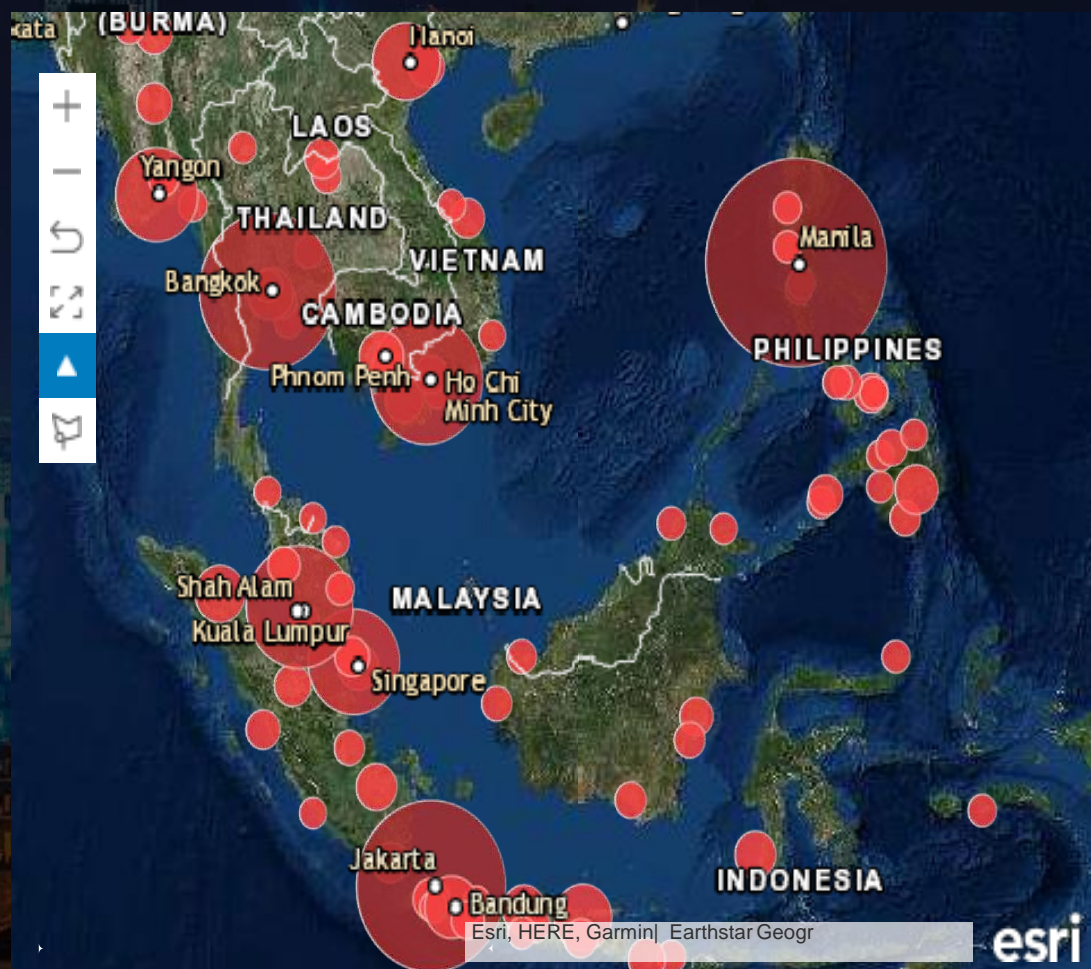 (BURMA)
Hanoi
LAOS
Yangon
THAILAND
VIETNAM
Bangkok
CAMBODIA
Phnom Penh
Ho Chi
Minh City
Manila
PHILIPPINES
Shah Alam
MALAYSIA
Kuala Lumpur
Singapore
Jakarta
Bandung
INDONESIA
Esri, HERE, Garmin| Earthstar Geogr
esri